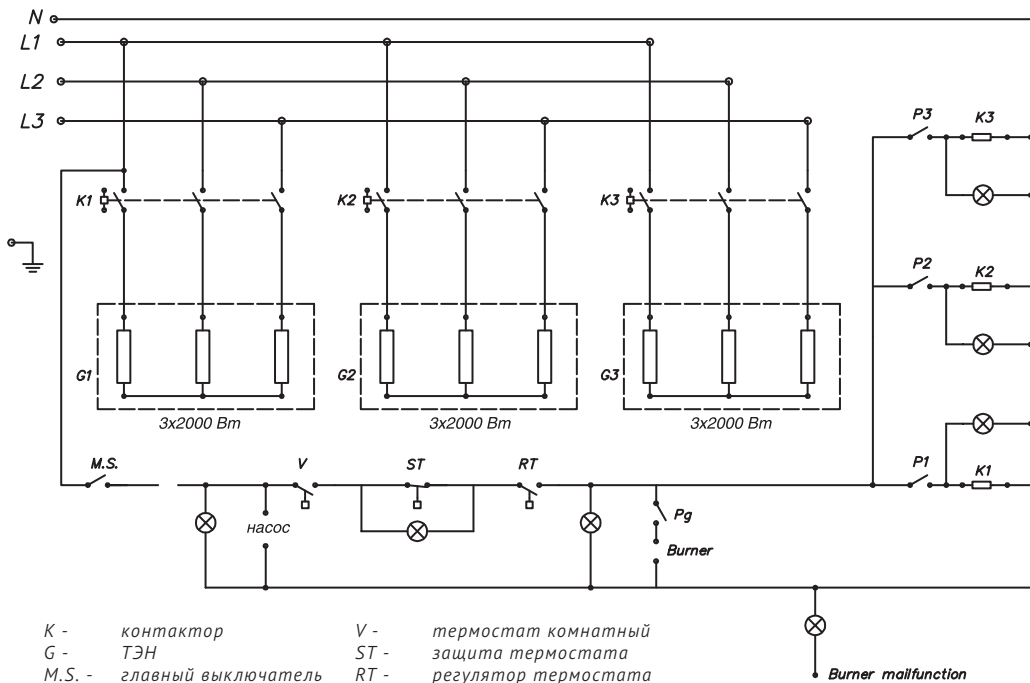 N
L1
L2
L3
P3 K3
K1 K2 K3
P2 K2
G1 G2 G3
3x2000 Вт 3x2000 Вт 3x2000 Вт
M.S. V ST RT P1 K1
насос
Pg
Burner
K - контактор
G - ТЭН
M.S. - главный выключатель
V - термостат комнатный
ST - защита термостата
RT - регулятор термостата
Burner mailfunction